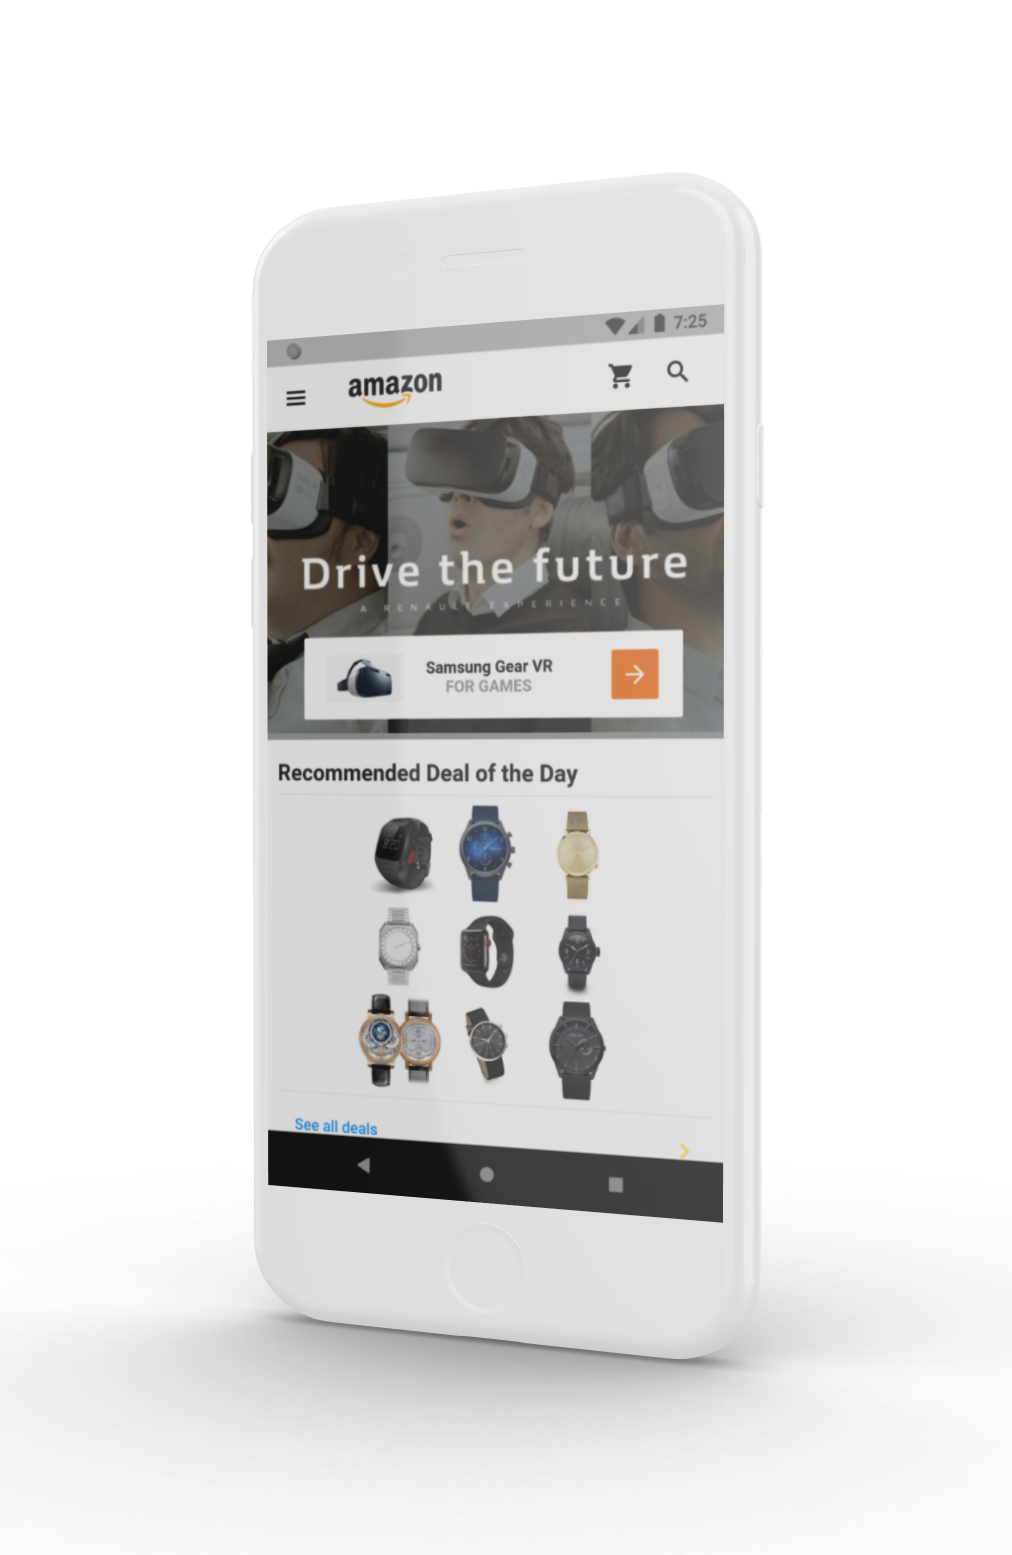 7:25
amazon
Drive the future
A RENAULT EXPERIENCE
Samsung Gear VR
FOR GAMES
Recommended Deal of the Day
See all deals